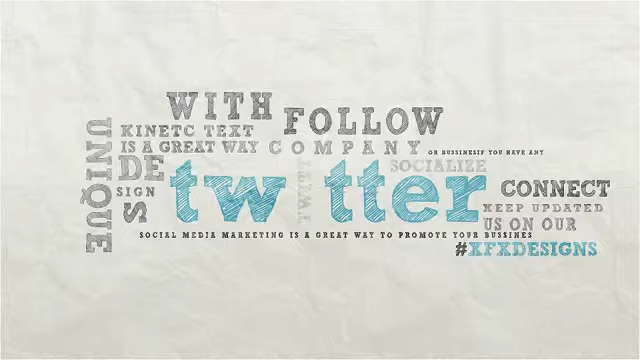 WITH FOLLOW
UNIQUE
KINETC TEXT
IS A GREAT WAY COMPANY OR BUSSINESIF YOU HAVE ANY
DE
SIGN
S
tw tter
TWITT
SOCIALIZE
CONNECT
KEEP UPDATED
US ON OUR
SOCIAL MEDIA MARKETING IS A GREAT WAY TO PROMOTE YOUR BUSSINES
#XFXDESIGNS